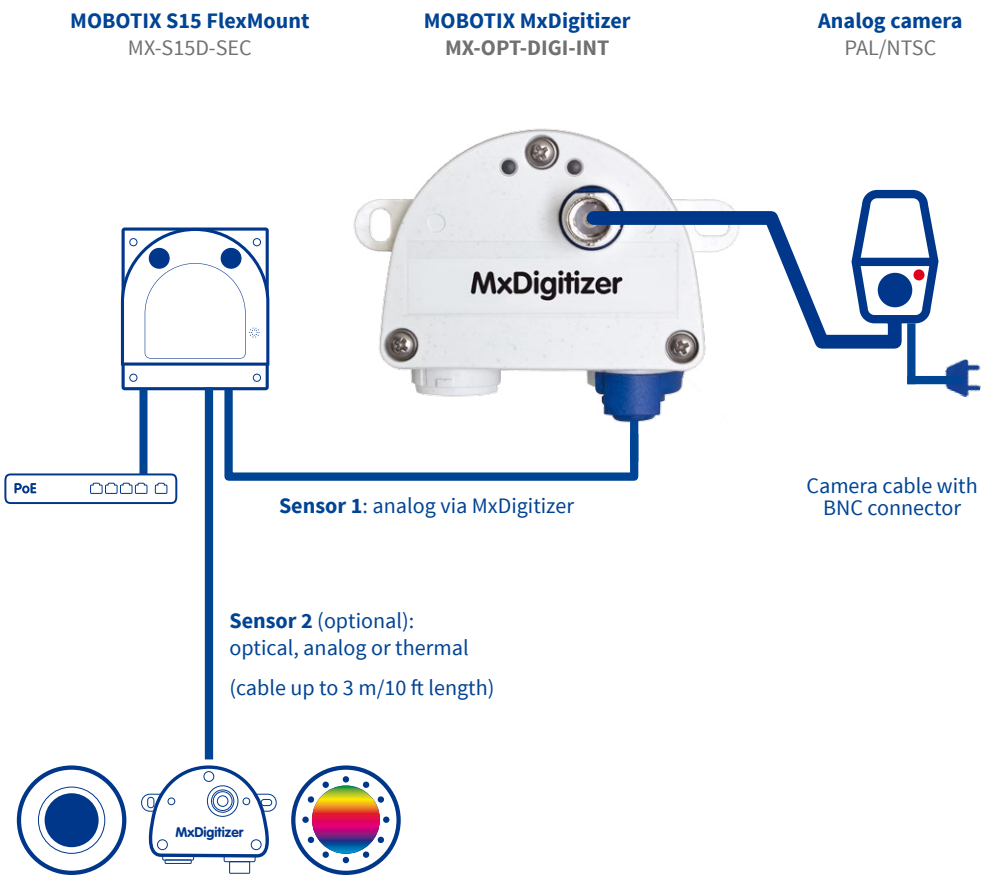 MOBOTIX S15 FlexMount
MX-S15D-SEC
MOBOTIX MxDigitizer
MX-OPT-DIGI-INT
Analog camera
PAL/NTSC
MxDigitizer
PoE
Sensor 1: analog via MxDigitizer
Camera cable with
BNC connector
Sensor 2 (optional):
optical, analog or thermal
(cable up to 3 m/10 ft length)
MxDigitizer